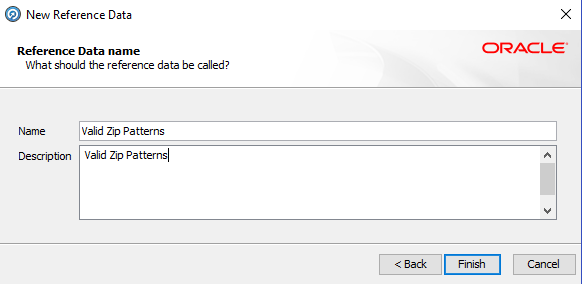 New Reference Data
Reference Data name
What should the reference data be called?
ORACLE
Name
Valid Zip Patterns
Description
Valid Zip Patterns
< Back
Finish
Cancel